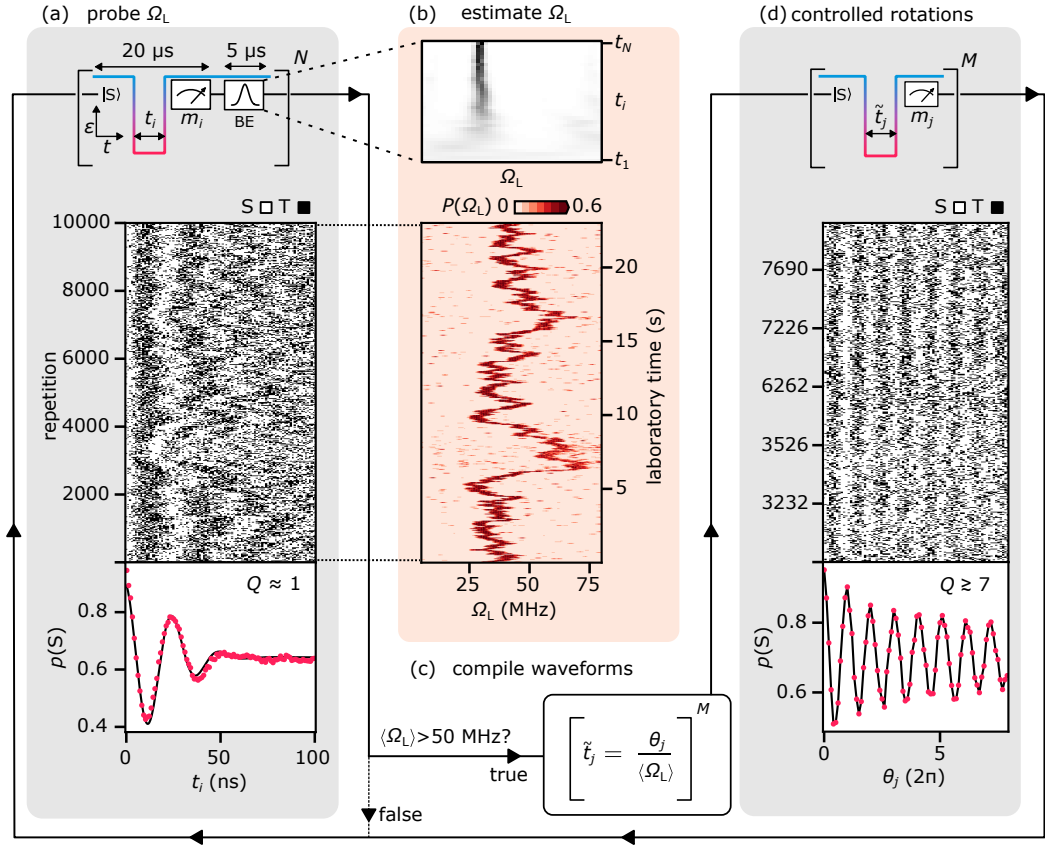 (a) probe Ω_L
20 μs
5 μs
N
|S⟩
ε
t
t_i
m_i
BE
S T
10000
8000
6000
4000
2000
repetition
Q ≈ 1
0.8
0.6
0.4
p(S)
0 50 100
t_i (ns)
(b) estimate Ω_L
t_N
t_i
t_1
Ω_L
P(Ω_L) 0 0.6
20
15
10
5
laboratory time (s)
25 50 75
Ω_L (MHz)
(c) compile waveforms
⟨Ω_L⟩>50 MHz?
true
false
t̃_j = θ_j / ⟨Ω_L⟩
M
(d) controlled rotations
M
|S⟩
t̃_j
m_j
S T
7690
7226
6262
3526
3232
Q ≳ 7
0.8
0.6
p(S)
0 5
θ_j (2π)